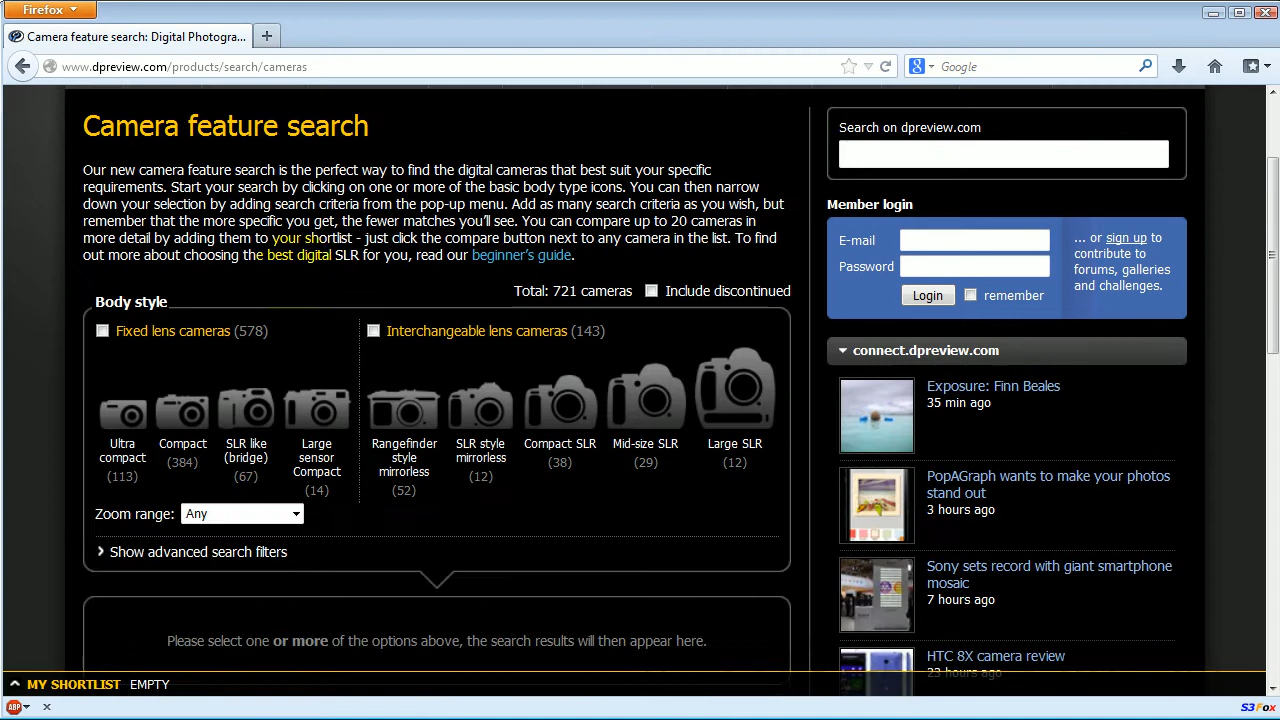 Firefox
Camera feature search: Digital Photogra...
www.dpreview.com/products/search/cameras
Google
Camera feature search
Our new camera feature search is the perfect way to find the digital cameras that best suit your specific
requirements. Start your search by clicking on one or more of the basic body type icons. You can then narrow
down your selection by adding search criteria from the pop-up menu. Add as many search criteria as you wish, but
remember that the more specific you get, the fewer matches you'll see. You can compare up to 20 cameras in
more detail by adding them to your shortlist - just click the compare button next to any camera in the list. To find
out more about choosing the best digital SLR for you, read our beginner's guide.
Total: 721 cameras Include discontinued
Body style
Fixed lens cameras (578)
Interchangeable lens cameras (143)
Ultra compact (113)
Compact (384)
SLR like (bridge) (67)
Large sensor Compact (14)
Rangefinder style mirrorless (52)
SLR style mirrorless (12)
Compact SLR (38)
Mid-size SLR (29)
Large SLR (12)
Zoom range: Any
Show advanced search filters
Please select one or more of the options above, the search results will then appear here.
Search on dpreview.com
Member login
E-mail
Password
Login remember
... or sign up to
contribute to
forums, galleries
and challenges.
connect.dpreview.com
Exposure: Finn Beales
35 min ago
PopAGraph wants to make your photos
stand out
3 hours ago
Sony sets record with giant smartphone
mosaic
7 hours ago
HTC 8X camera review
23 hours ago
MY SHORTLIST EMPTY
ABP
S3Fox